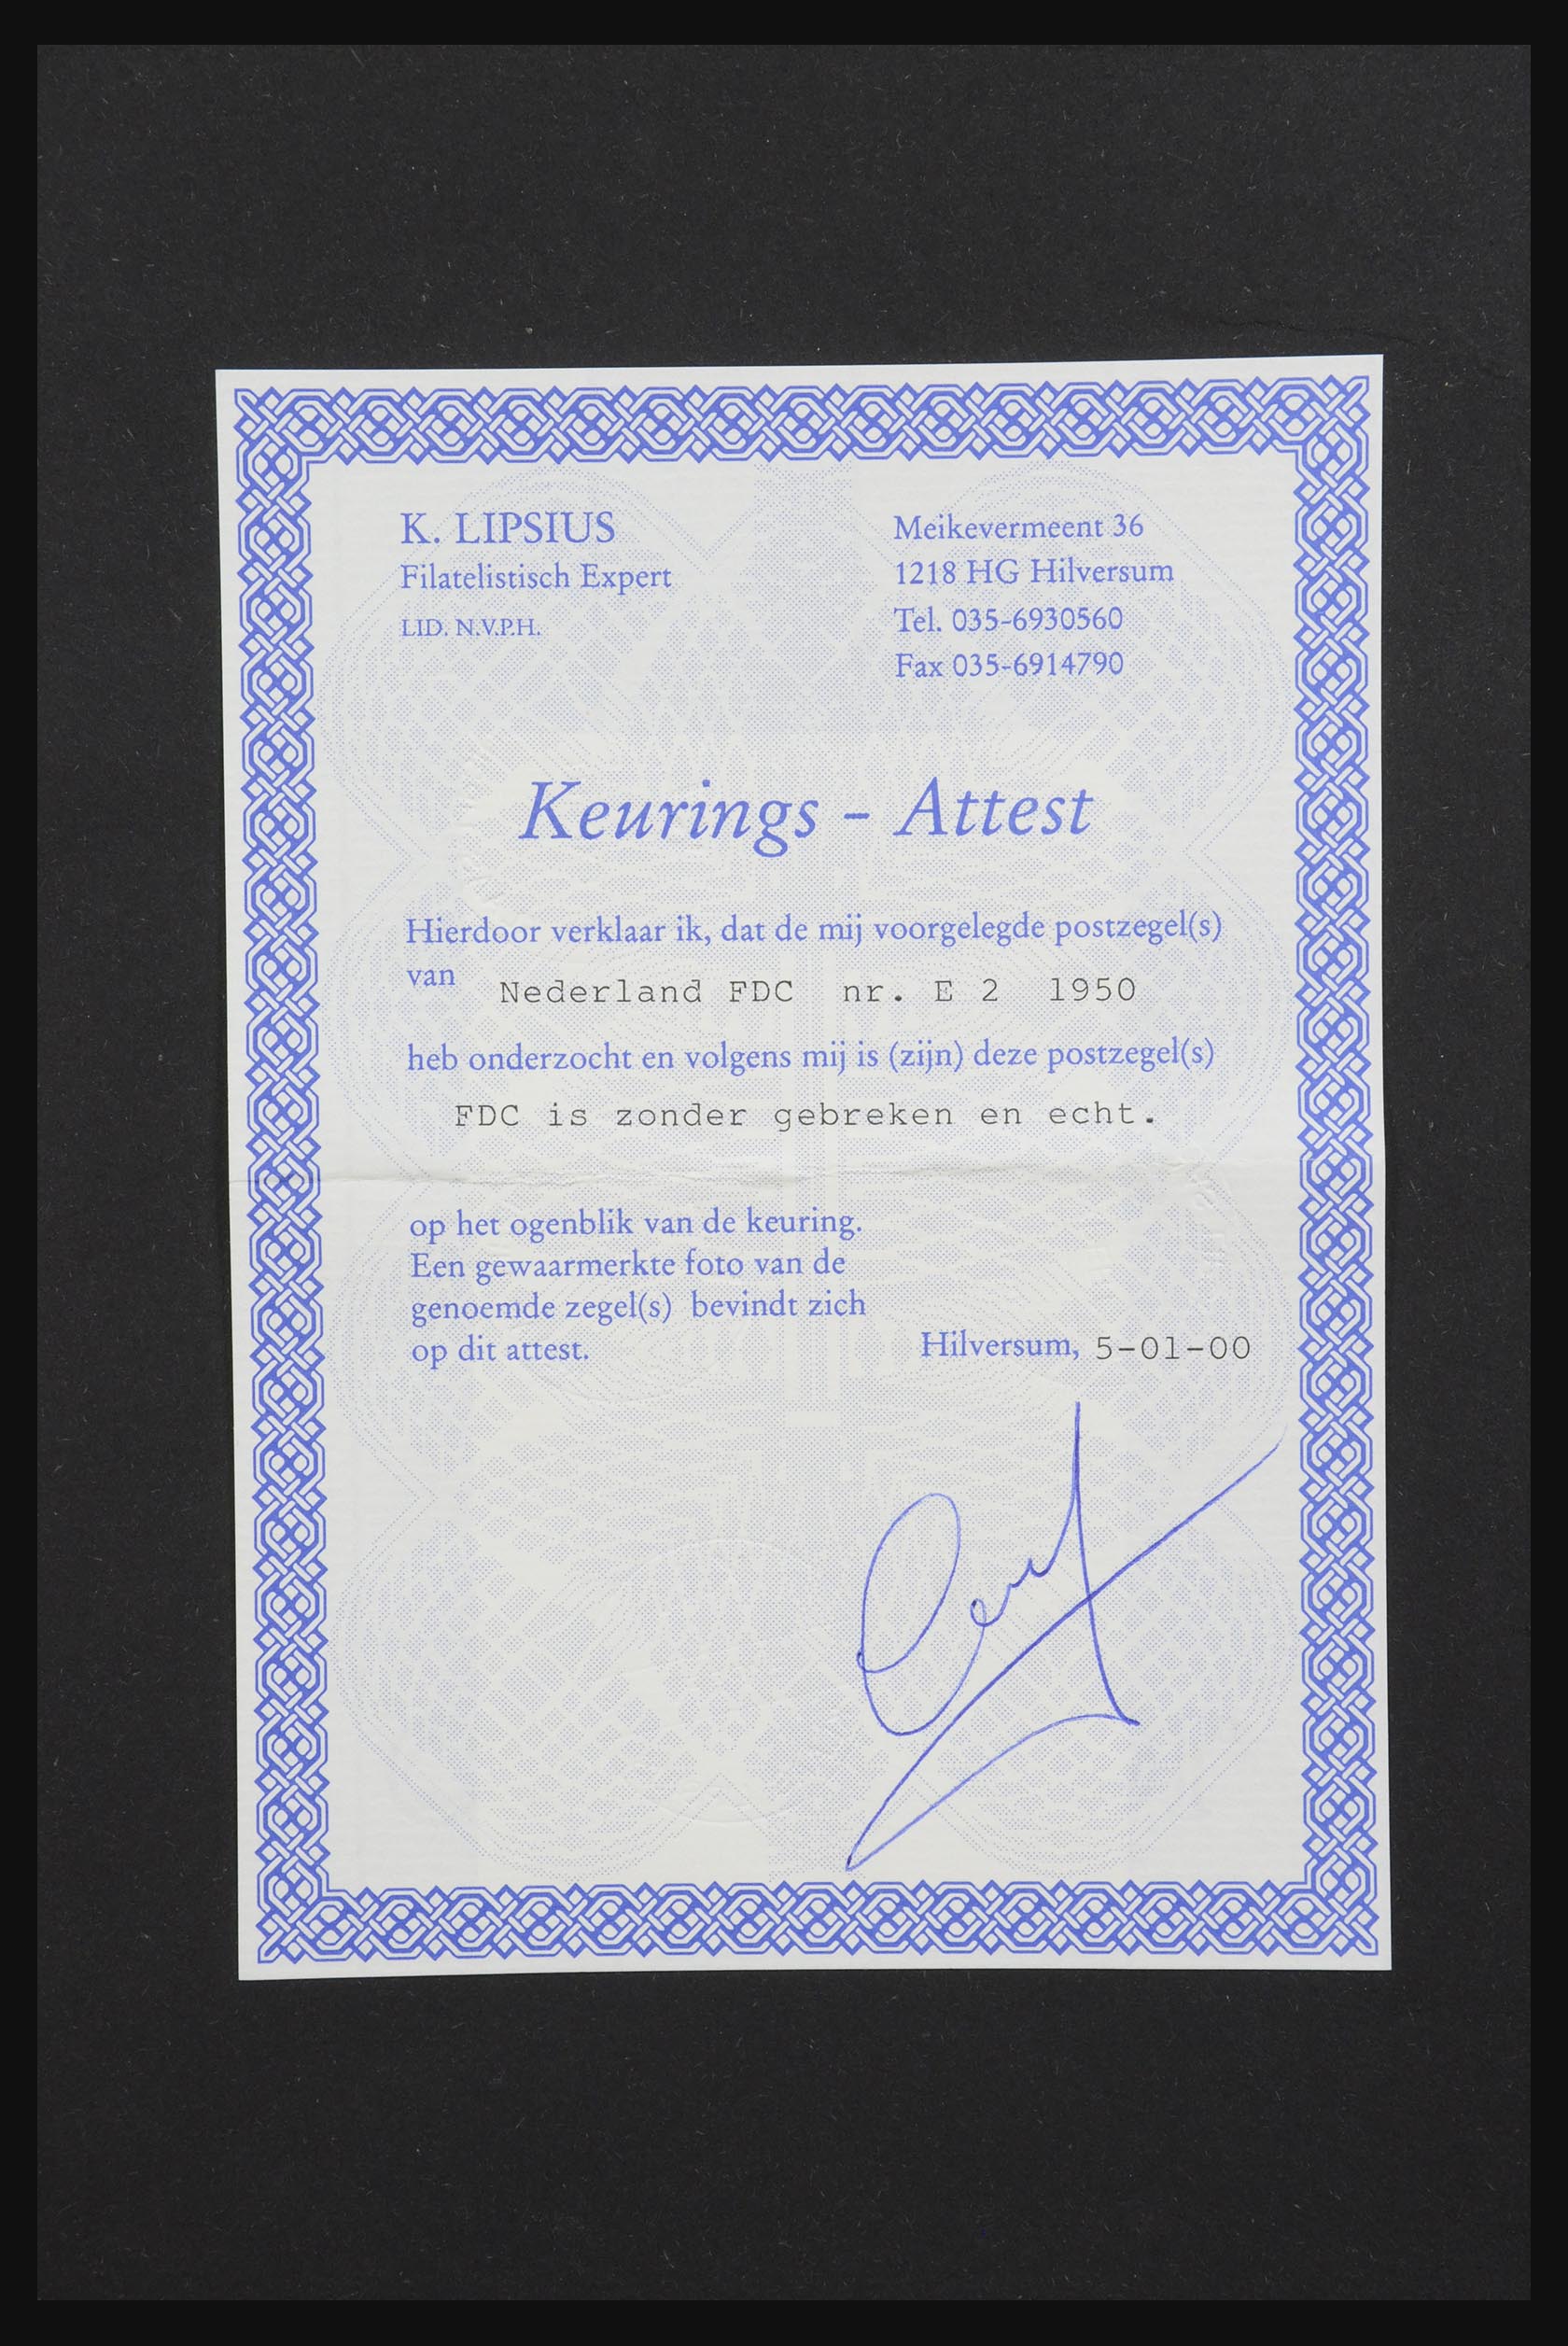 K. LIPSIUS
Filatelistisch Expert
LID. N.V.P.H.
Meikevermeent 36
1218 HG Hilversum
Tel. 035-6930560
Fax 035-6914790
Keurings - Attest
Hierdoor verklaar ik, dat de mij voorgelegde postzegel(s)
van Nederland FDC nr. E 2 1950
heb onderzocht en volgens mij is (zijn) deze postzegel(s)
FDC is zonder gebreken en echt.
op het ogenblik van de keuring.
Een gewaarmerkte foto van de
genoemde zegel(s) bevindt zich
op dit attest.
Hilversum, 5-01-00